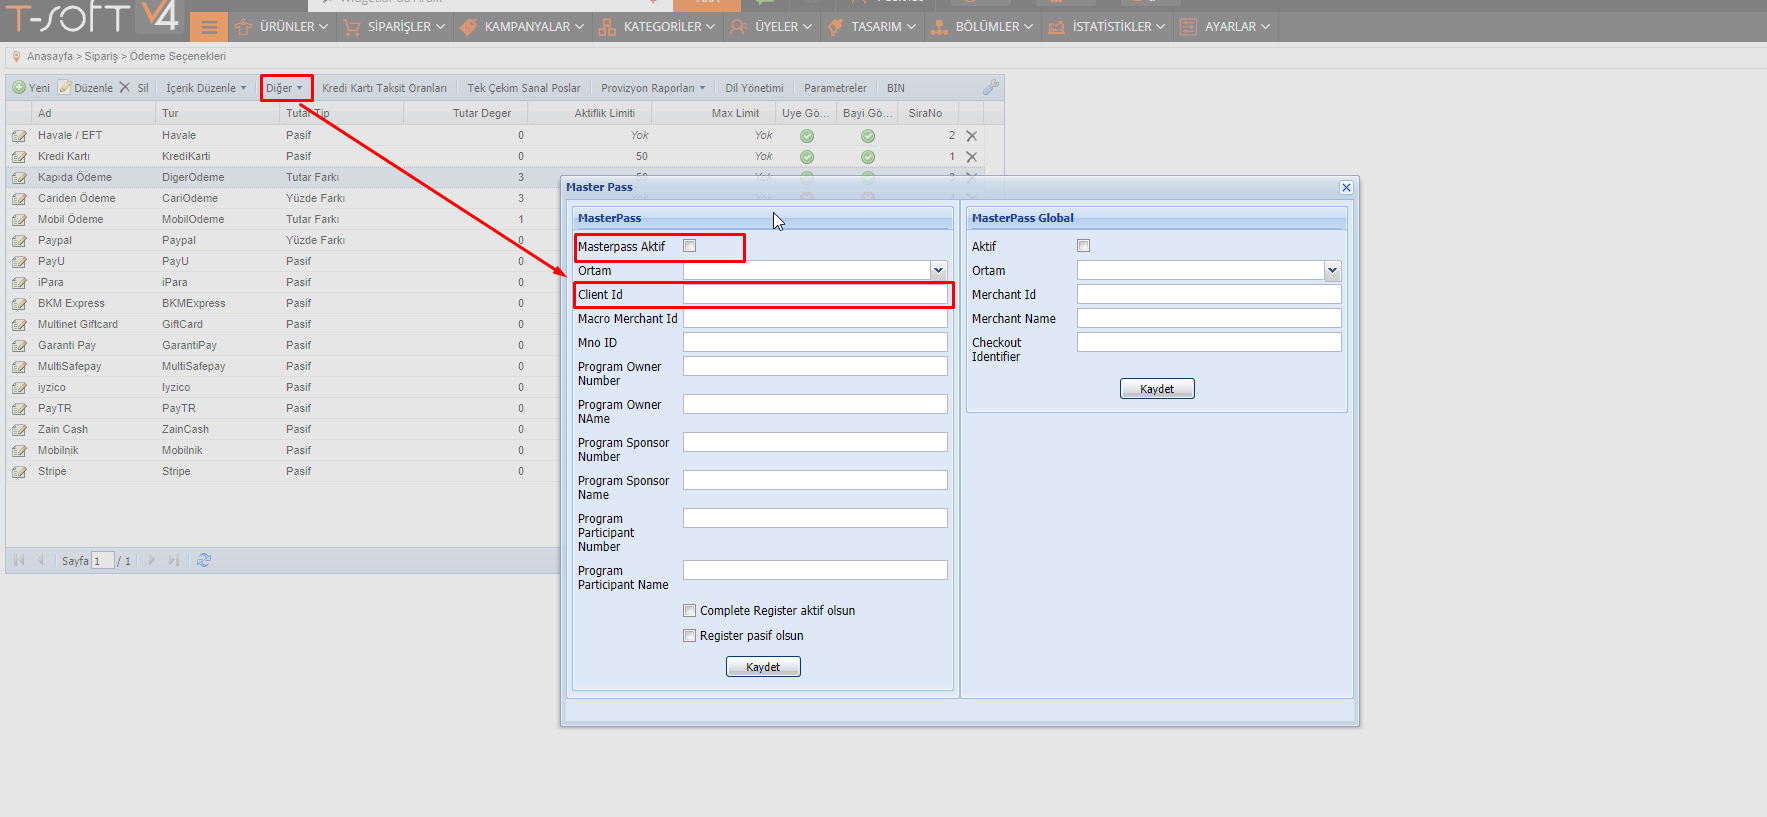 T-SOFT V4
ÜRÜNLER
SİPARİŞLER
KAMPANYALAR
KATEGORİLER
ÜYELER
TASARIM
BÖLÜMLER
İSTATİSTİKLER
AYARLAR
Anasayfa > Sipariş > Ödeme Seçenekleri
Yeni Düzenle Sil İçerik Düzenle Diğer Kredi Kartı Taksit Oranları Tek Çekim Sanal Poslar Provizyon Raporları Dil Yönetimi Parametreler BIN
Ad Tur Tutar Tip Tutar Deger Aktiflik Limiti Max Limit Uye Gö... Bayi Gö... SiraNo
Havale / EFT Havale Pasif 0 Yok Yok 2
Kredi Kartı KrediKarti Pasif 0 50 Yok 1
Kapıda Ödeme DigerOdeme Tutar Farkı 3 50 Yok
Cariden Ödeme CariOdeme Yüzde Farkı 3
Mobil Ödeme MobilOdeme Tutar Farkı 1
Paypal Paypal Yüzde Farkı 0
PayU PayU Pasif 0
iPara iPara Pasif 0
BKM Express BKMExpress Pasif 0
Multinet Giftcard GiftCard Pasif 0
Garanti Pay GarantiPay Pasif 0
MultiSafepay MultiSafepay Pasif 0
iyzico Iyzico Pasif 0
PayTR PayTR Pasif 0
Zain Cash ZainCash Pasif 0
Mobilnik Mobilnik Pasif 0
Stripe Stripe Pasif 0
Sayfa 1 / 1
Master Pass
MasterPass
Masterpass Aktif
Ortam
Client Id
Macro Merchant Id
Mno ID
Program Owner
Number
Program Owner
NAme
Program Sponsor
Number
Program Sponsor
Name
Program
Participant
Number
Program
Participant Name
Complete Register aktif olsun
Register pasif olsun
Kaydet
MasterPass Global
Aktif
Ortam
Merchant Id
Merchant Name
Checkout
Identifier
Kaydet